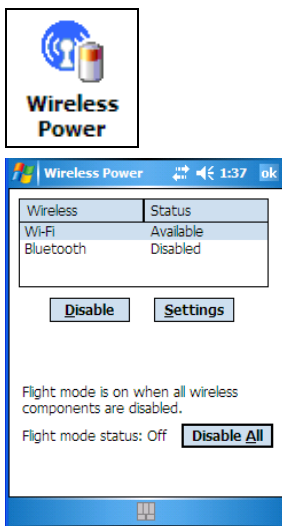 Wireless
Power
Wireless Power 1:37 ok
Wireless Status
Wi-Fi Available
Bluetooth Disabled
Disable Settings
Flight mode is on when all wireless
components are disabled.
Flight mode status: Off Disable All